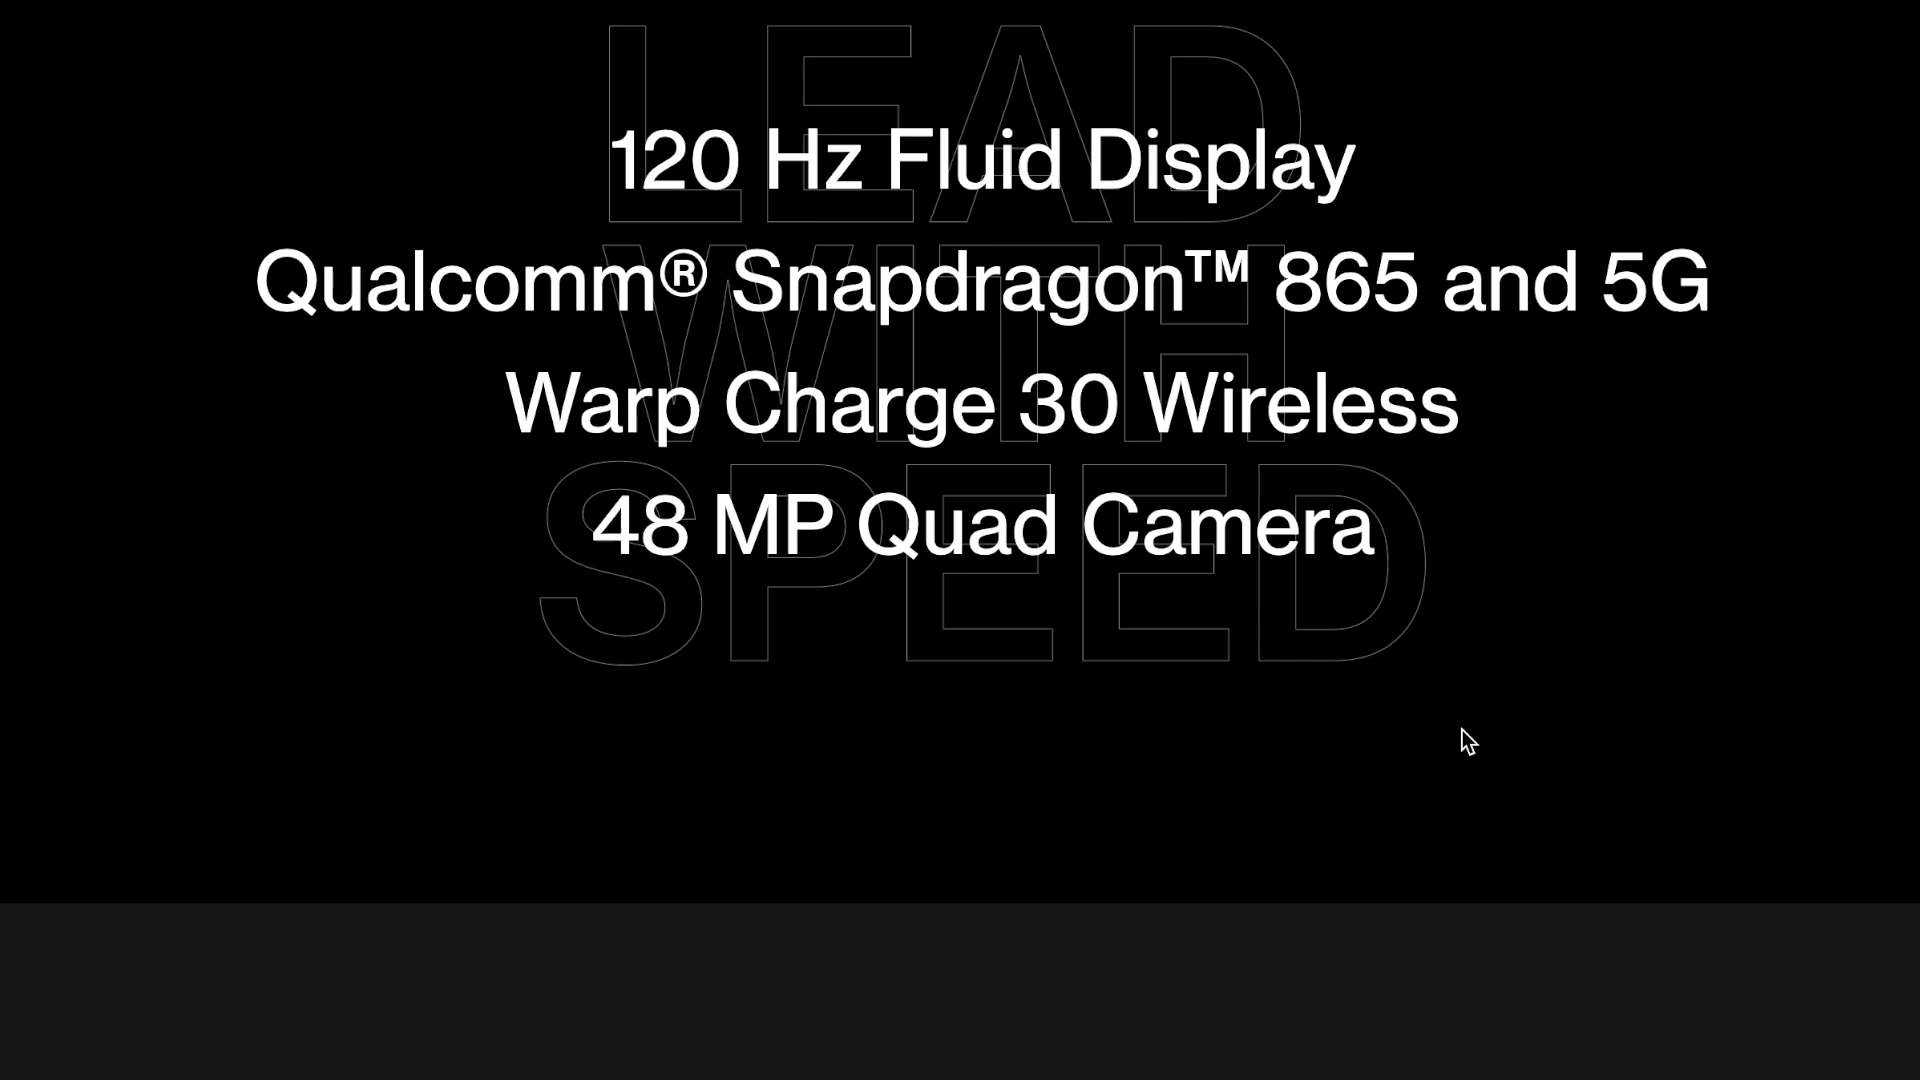 LEAD
120 Hz Fluid Display
WITH
Qualcomm® Snapdragon™ 865 and 5G
Warp Charge 30 Wireless
SPEED
48 MP Quad Camera